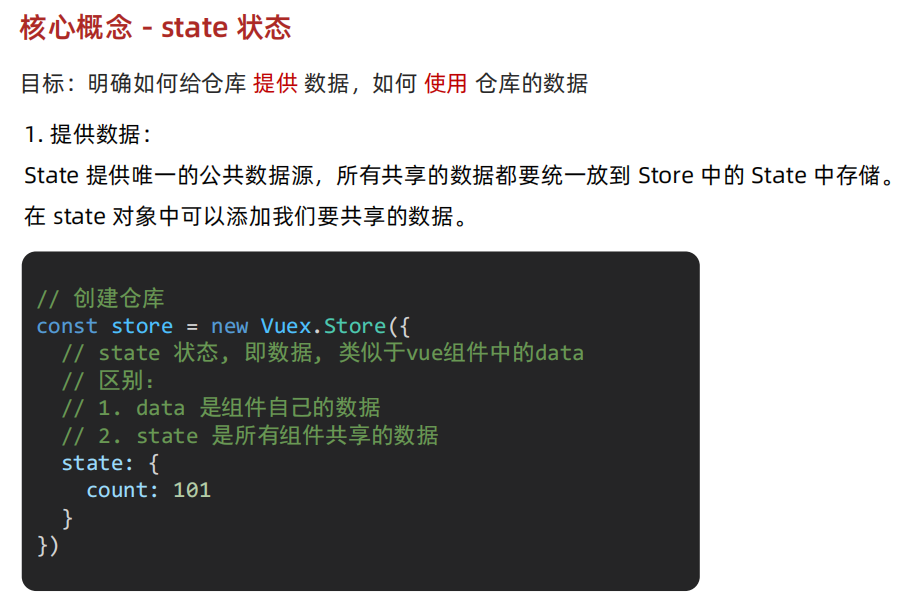 核心概念 - state 状态
目标：明确如何给仓库 提供 数据，如何 使用 仓库的数据
1. 提供数据：
State 提供唯一的公共数据源，所有共享的数据都要统一放到 Store 中的 State 中存储。
在 state 对象中可以添加我们要共享的数据。
// 创建仓库
const store = new Vuex.Store({
  // state 状态, 即数据, 类似于vue组件中的data
  // 区别：
  // 1. data 是组件自己的数据
  // 2. state 是所有组件共享的数据
  state: {
    count: 101
  }
})